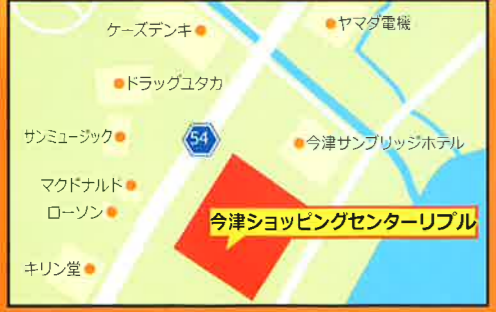 ケーズデンキ
ヤマダ電機
ドラッグユタカ
サンミュージック
54
今津サンブリッジホテル
マクドナルド
ローソン
今津ショッピングセンターリプル
キリン堂